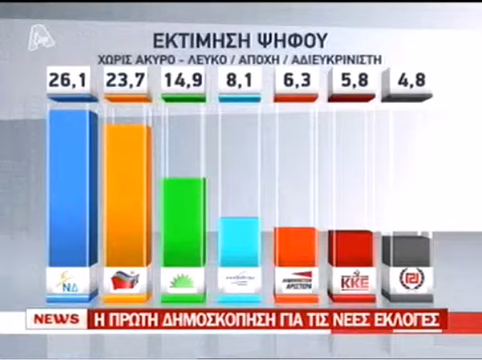 ΕΚΤΙΜΗΣΗ ΨΗΦΟΥ
ΧΩΡΙΣ ΑΚΥΡΟ – ΛΕΥΚΟ / ΑΠΟΧΗ / ΑΔΙΕΥΚΡΙΝΙΣΤΗ
26,1 23,7 14,9 8,1 6,3 5,8 4,8
ΝΔ ΑΡΙΣΤΕΡΑ ΚΚΕ
NEWS Η ΠΡΩΤΗ ΔΗΜΟΣΚΟΠΗΣΗ ΓΙΑ ΤΙΣ ΝΕΕΣ ΕΚΛΟΓΕΣ